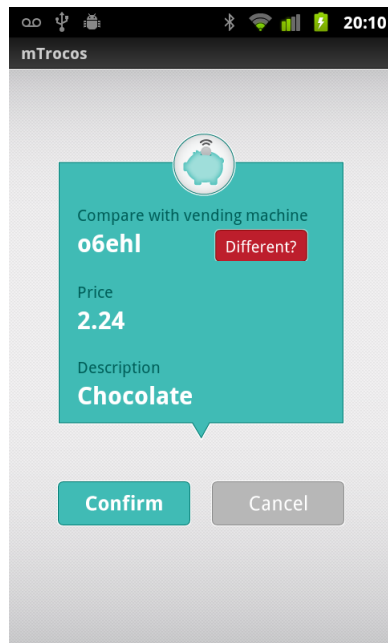 20:10
mTrocos
Compare with vending machine
o6ehl
Different?
Price
2.24
Description
Chocolate
Confirm
Cancel